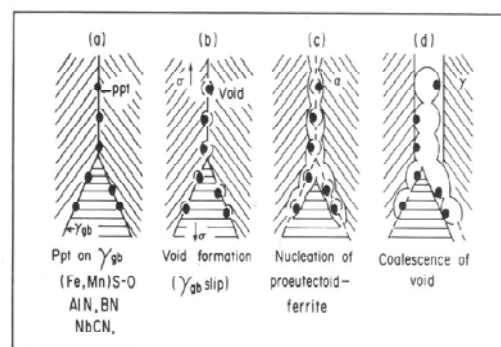 (a) (b) (c) (d)
σ α γ
ppt Void
γgb σ
Ppt on γgb
(Fe,Mn)S-O
AlN, BN
NbCN,
Void formation
(γgb slip)
Nucleation of
proeutectoid-
ferrite
Coalescence of
void